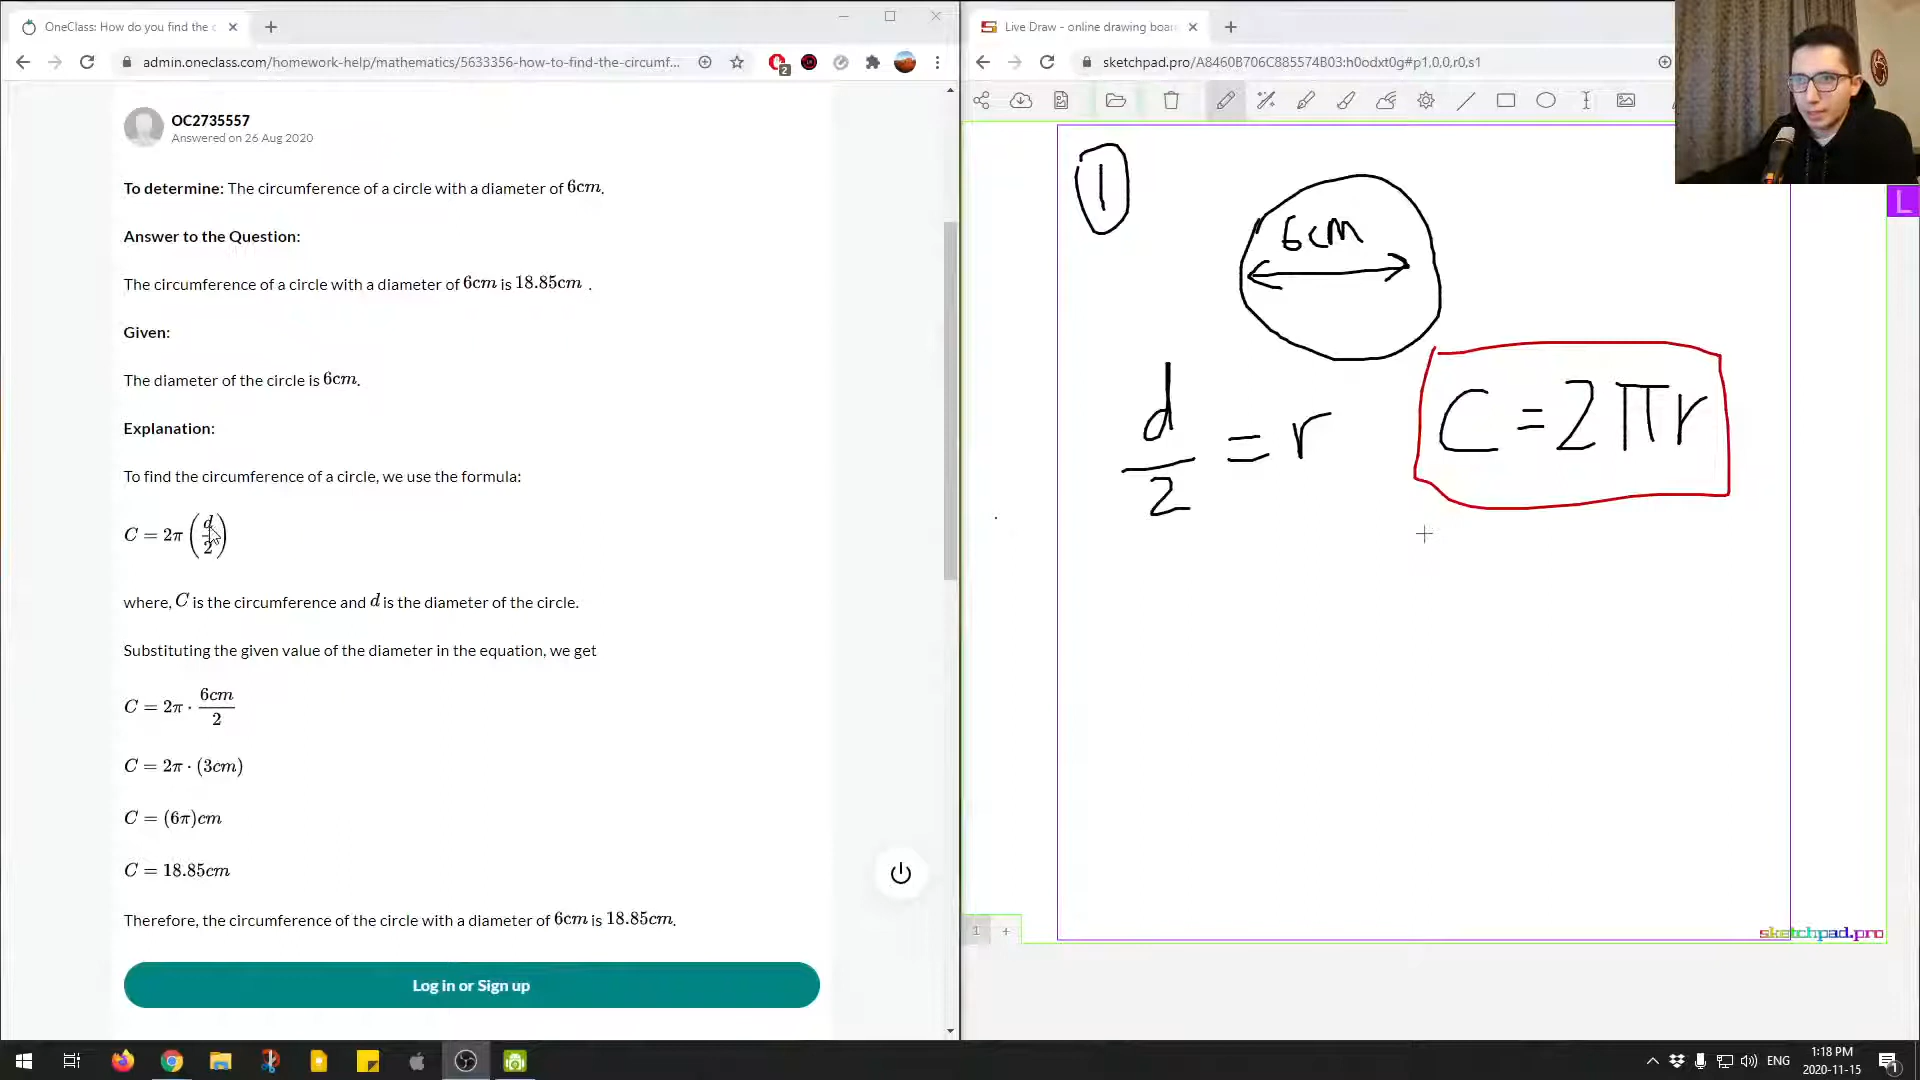 OneClass: How do you find the c
admin.oneclass.com/homework-help/mathematics/5633356-how-to-find-the-circumf...
2
OC2735557
Answered on 26 Aug 2020
To determine: The circumference of a circle with a diameter of 6cm.
Answer to the Question:
The circumference of a circle with a diameter of 6cm is 18.85cm .
Given:
The diameter of the circle is 6cm.
Explanation:
To find the circumference of a circle, we use the formula:
C = 2π (d/2)
where, C is the circumference and d is the diameter of the circle.
Substituting the given value of the diameter in the equation, we get
C = 2π · 6cm/2
C = 2π · (3cm)
C = (6π)cm
C = 18.85cm
Therefore, the circumference of the circle with a diameter of 6cm is 18.85cm.
Log in or Sign up
Live Draw - online drawing boar
sketchpad.pro/A8460B706C885574B03:h0odxt0g#p1,0,0,r0,s1
L
1
6cm
d/2 = r
C = 2πr
1 +
sketchpad.pro
ENG
1:18 PM
2020-11-15
1